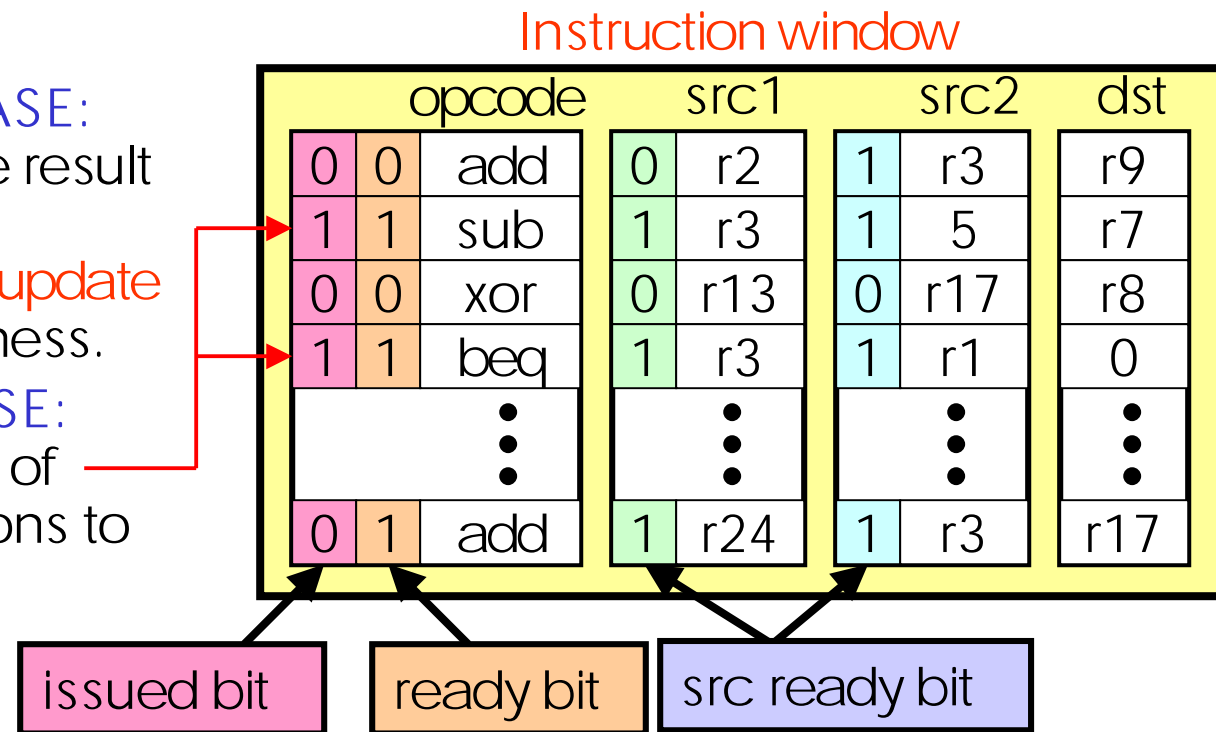 Instruction window
ASE:
e result
update
ness.
SE:
of
ons to
opcode src1 src2 dst
0 0 add 0 r2 1 r3 r9
1 1 sub 1 r3 1 5 r7
0 0 xor 0 r13 0 r17 r8
1 1 beq 1 r3 1 r1 0
0 1 add 1 r24 1 r3 r17
issued bit
ready bit
src ready bit